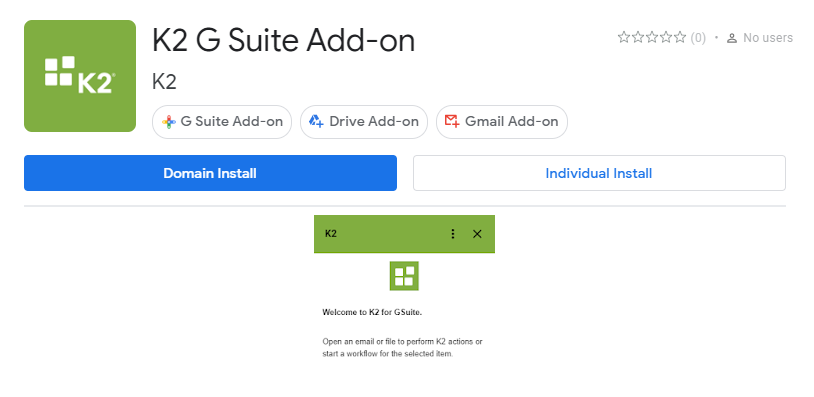 K2 G Suite Add-on
(0)
No users
K2®
K2
G Suite Add-on
Drive Add-on
Gmail Add-on
Domain Install
Individual Install
K2
Welcome to K2 for GSuite.
Open an email or file to perform K2 actions or
start a workflow for the selected item.